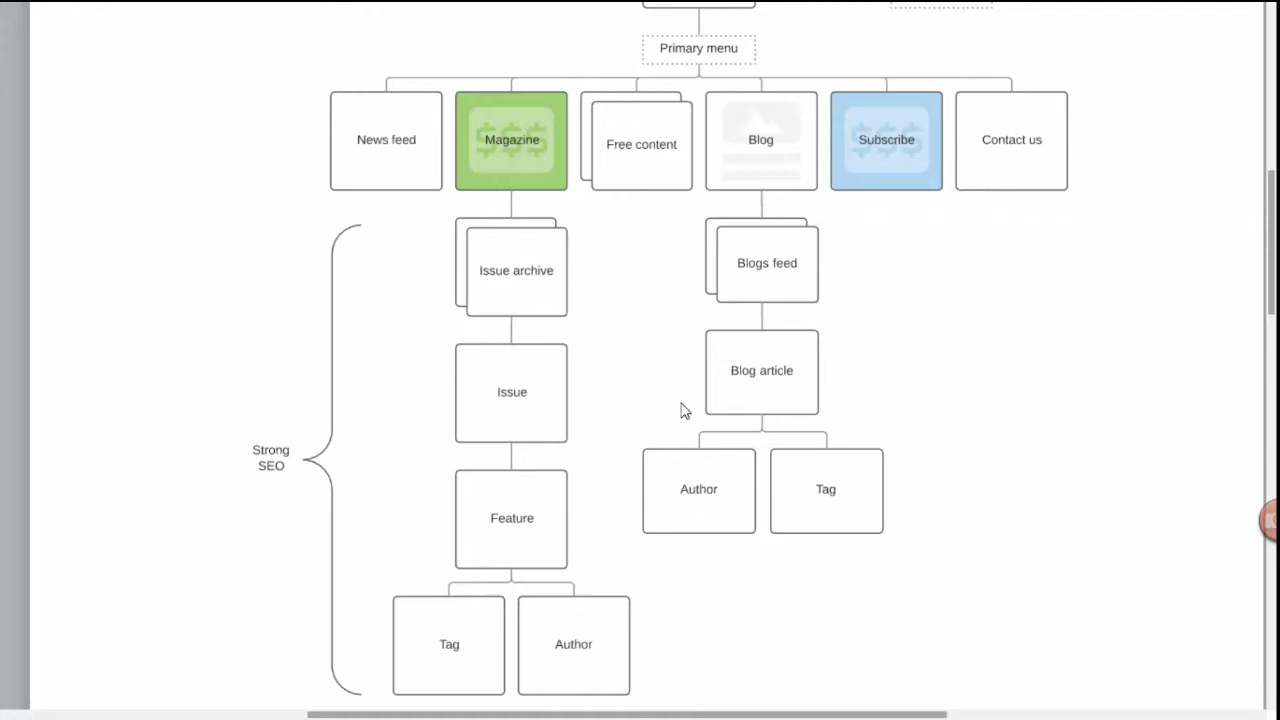 Primary menu
News feed
$$$
Magazine
Free content
Blog
$$$
Subscribe
Contact us
Issue archive
Blogs feed
Issue
Blog article
Strong
SEO
Feature
Author
Tag
Tag
Author